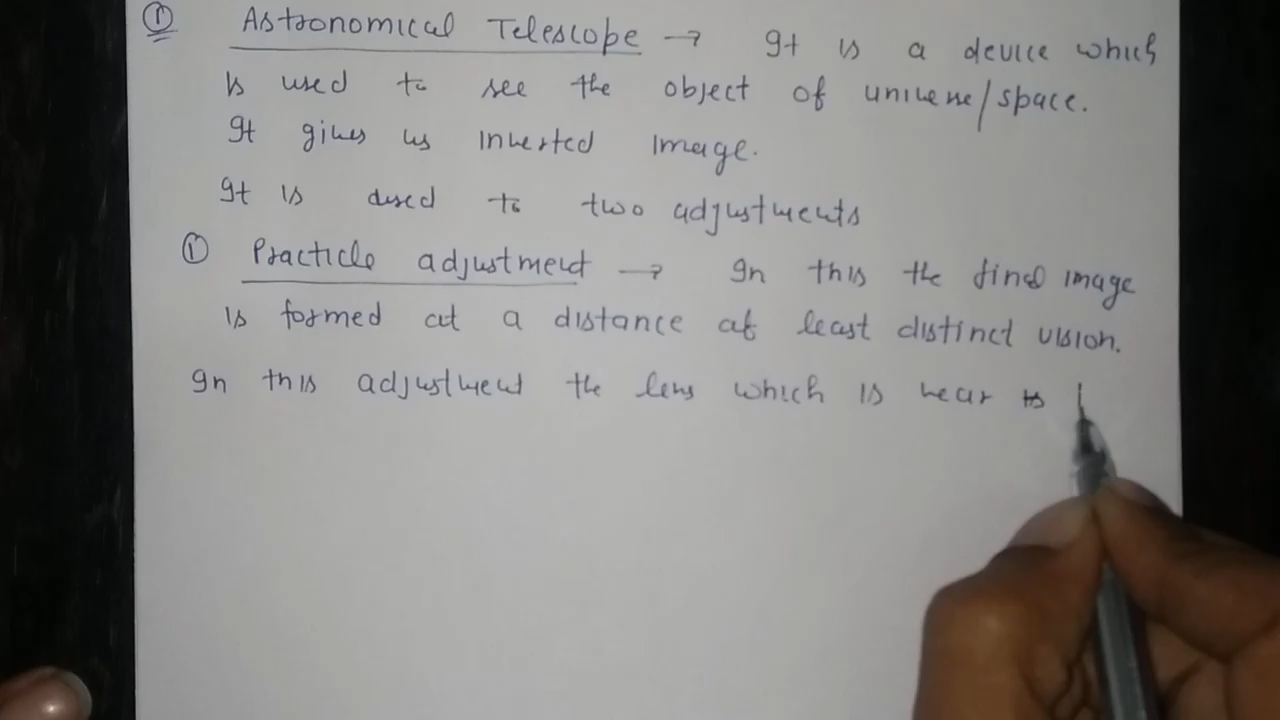 ① Astronomical Telescope → It is a device which
is used to see the object of universe/space.
It gives us inverted image.
It is used to two adjustments
① Practicle adjustment → In this the final image
is formed at a distance of least distinct vision.
In this adjustment the lens which is near to